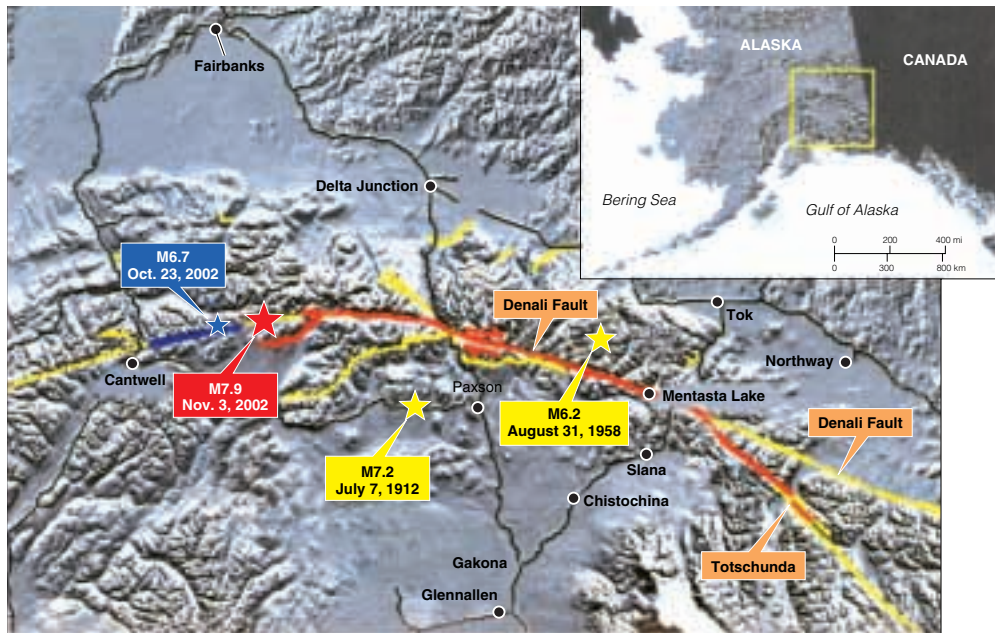 Fairbanks
ALASKA
CANADA
Bering Sea
Gulf of Alaska
0 200 400 mi
0 300 800 km
Delta Junction
M6.7
Oct. 23, 2002
Denali Fault
Tok
Northway
Cantwell
M7.9
Nov. 3, 2002
Paxson
Mentasta Lake
M6.2
August 31, 1958
Denali Fault
M7.2
July 7, 1912
Slana
Chistochina
Totschunda
Gakona
Glennallen